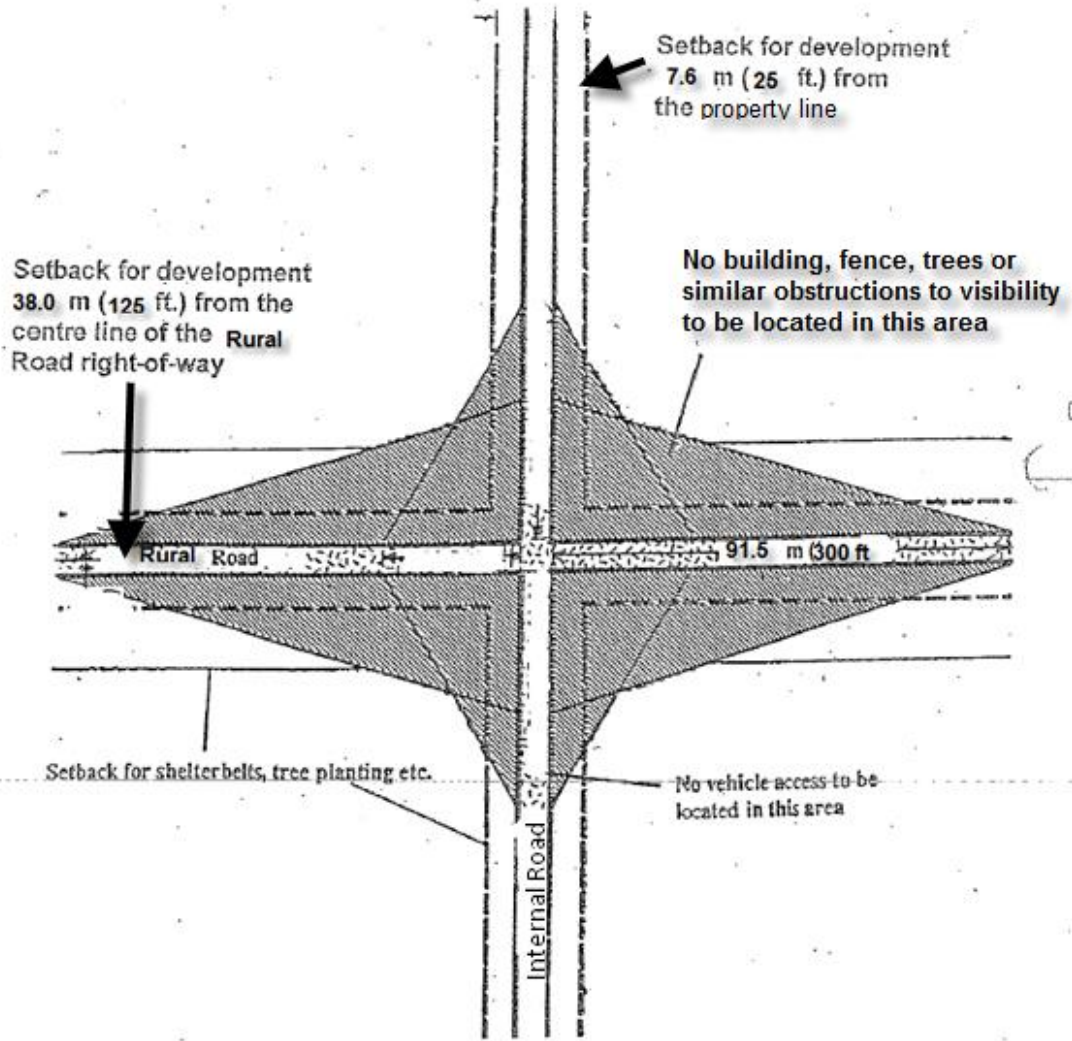 Setback for development
7.6 m (25 ft.) from
the property line
Setback for development
38.0 m (125 ft.) from the
centre line of the Rural
Road right-of-way
No building, fence, trees or
similar obstructions to visibility
to be located in this area
Rural Road
91.5 m (300 ft
Setback for shelterbelts, tree planting etc.
No vehicle access to be
located in this area
Internal Road